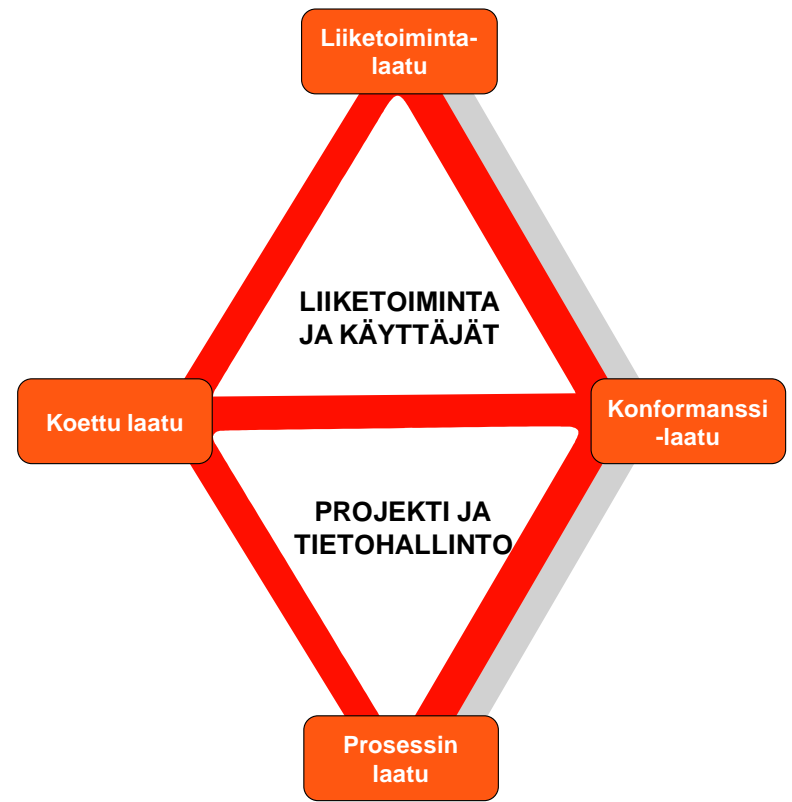 Liiketoiminta-
laatu
LIIKETOIMINTA
JA KÄYTTÄJÄT
Koettu laatu
Konformanssi
-laatu
PROJEKTI JA
TIETOHALLINTO
Prosessin
laatu